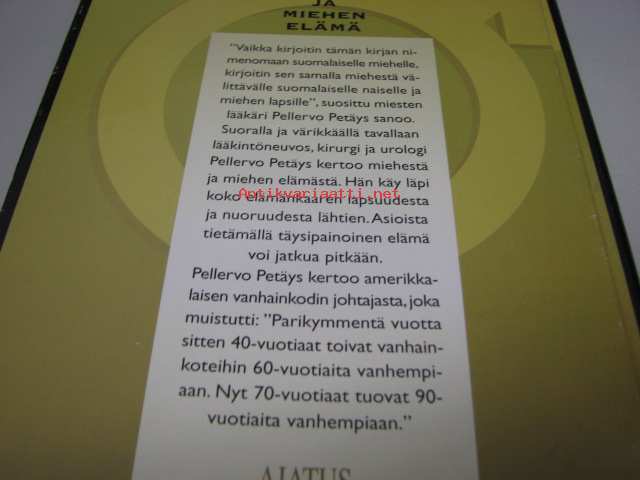 JA
MIEHEN
ELÄMÄ
"Vaikka kirjoitin tämän kirjan ni-
menomaan suomalaiselle miehelle,
kirjoitin sen samalla miehestä vä-
littävälle suomalaiselle naiselle ja
miehen lapsille", suosittu miesten
lääkäri Pellervo Petäys sanoo.
Suoralla ja värikkäällä tavallaan
lääkintöneuvos, kirurgi ja urologi
Pellervo Petäys kertoo miehestä
ja miehen elämästä. Hän käy läpi
Antikvariaatti.net
koko elämänkaaren lapsuudesta
ja nuoruudesta lähtien. Asioista
tietämällä täysipainoinen elämä
voi jatkua pitkään.
Pellervo Petäys kertoo amerikka-
laisen vanhainkodin johtajasta, joka
muistutti: "Parikymmentä vuotta
sitten 40-vuotiaat toivat vanhain-
koteihin 60-vuotiaita vanhempi-
aan. Nyt 70-vuotiaat tuovat 90-
vuotiaita vanhempiaan."
AJATUS